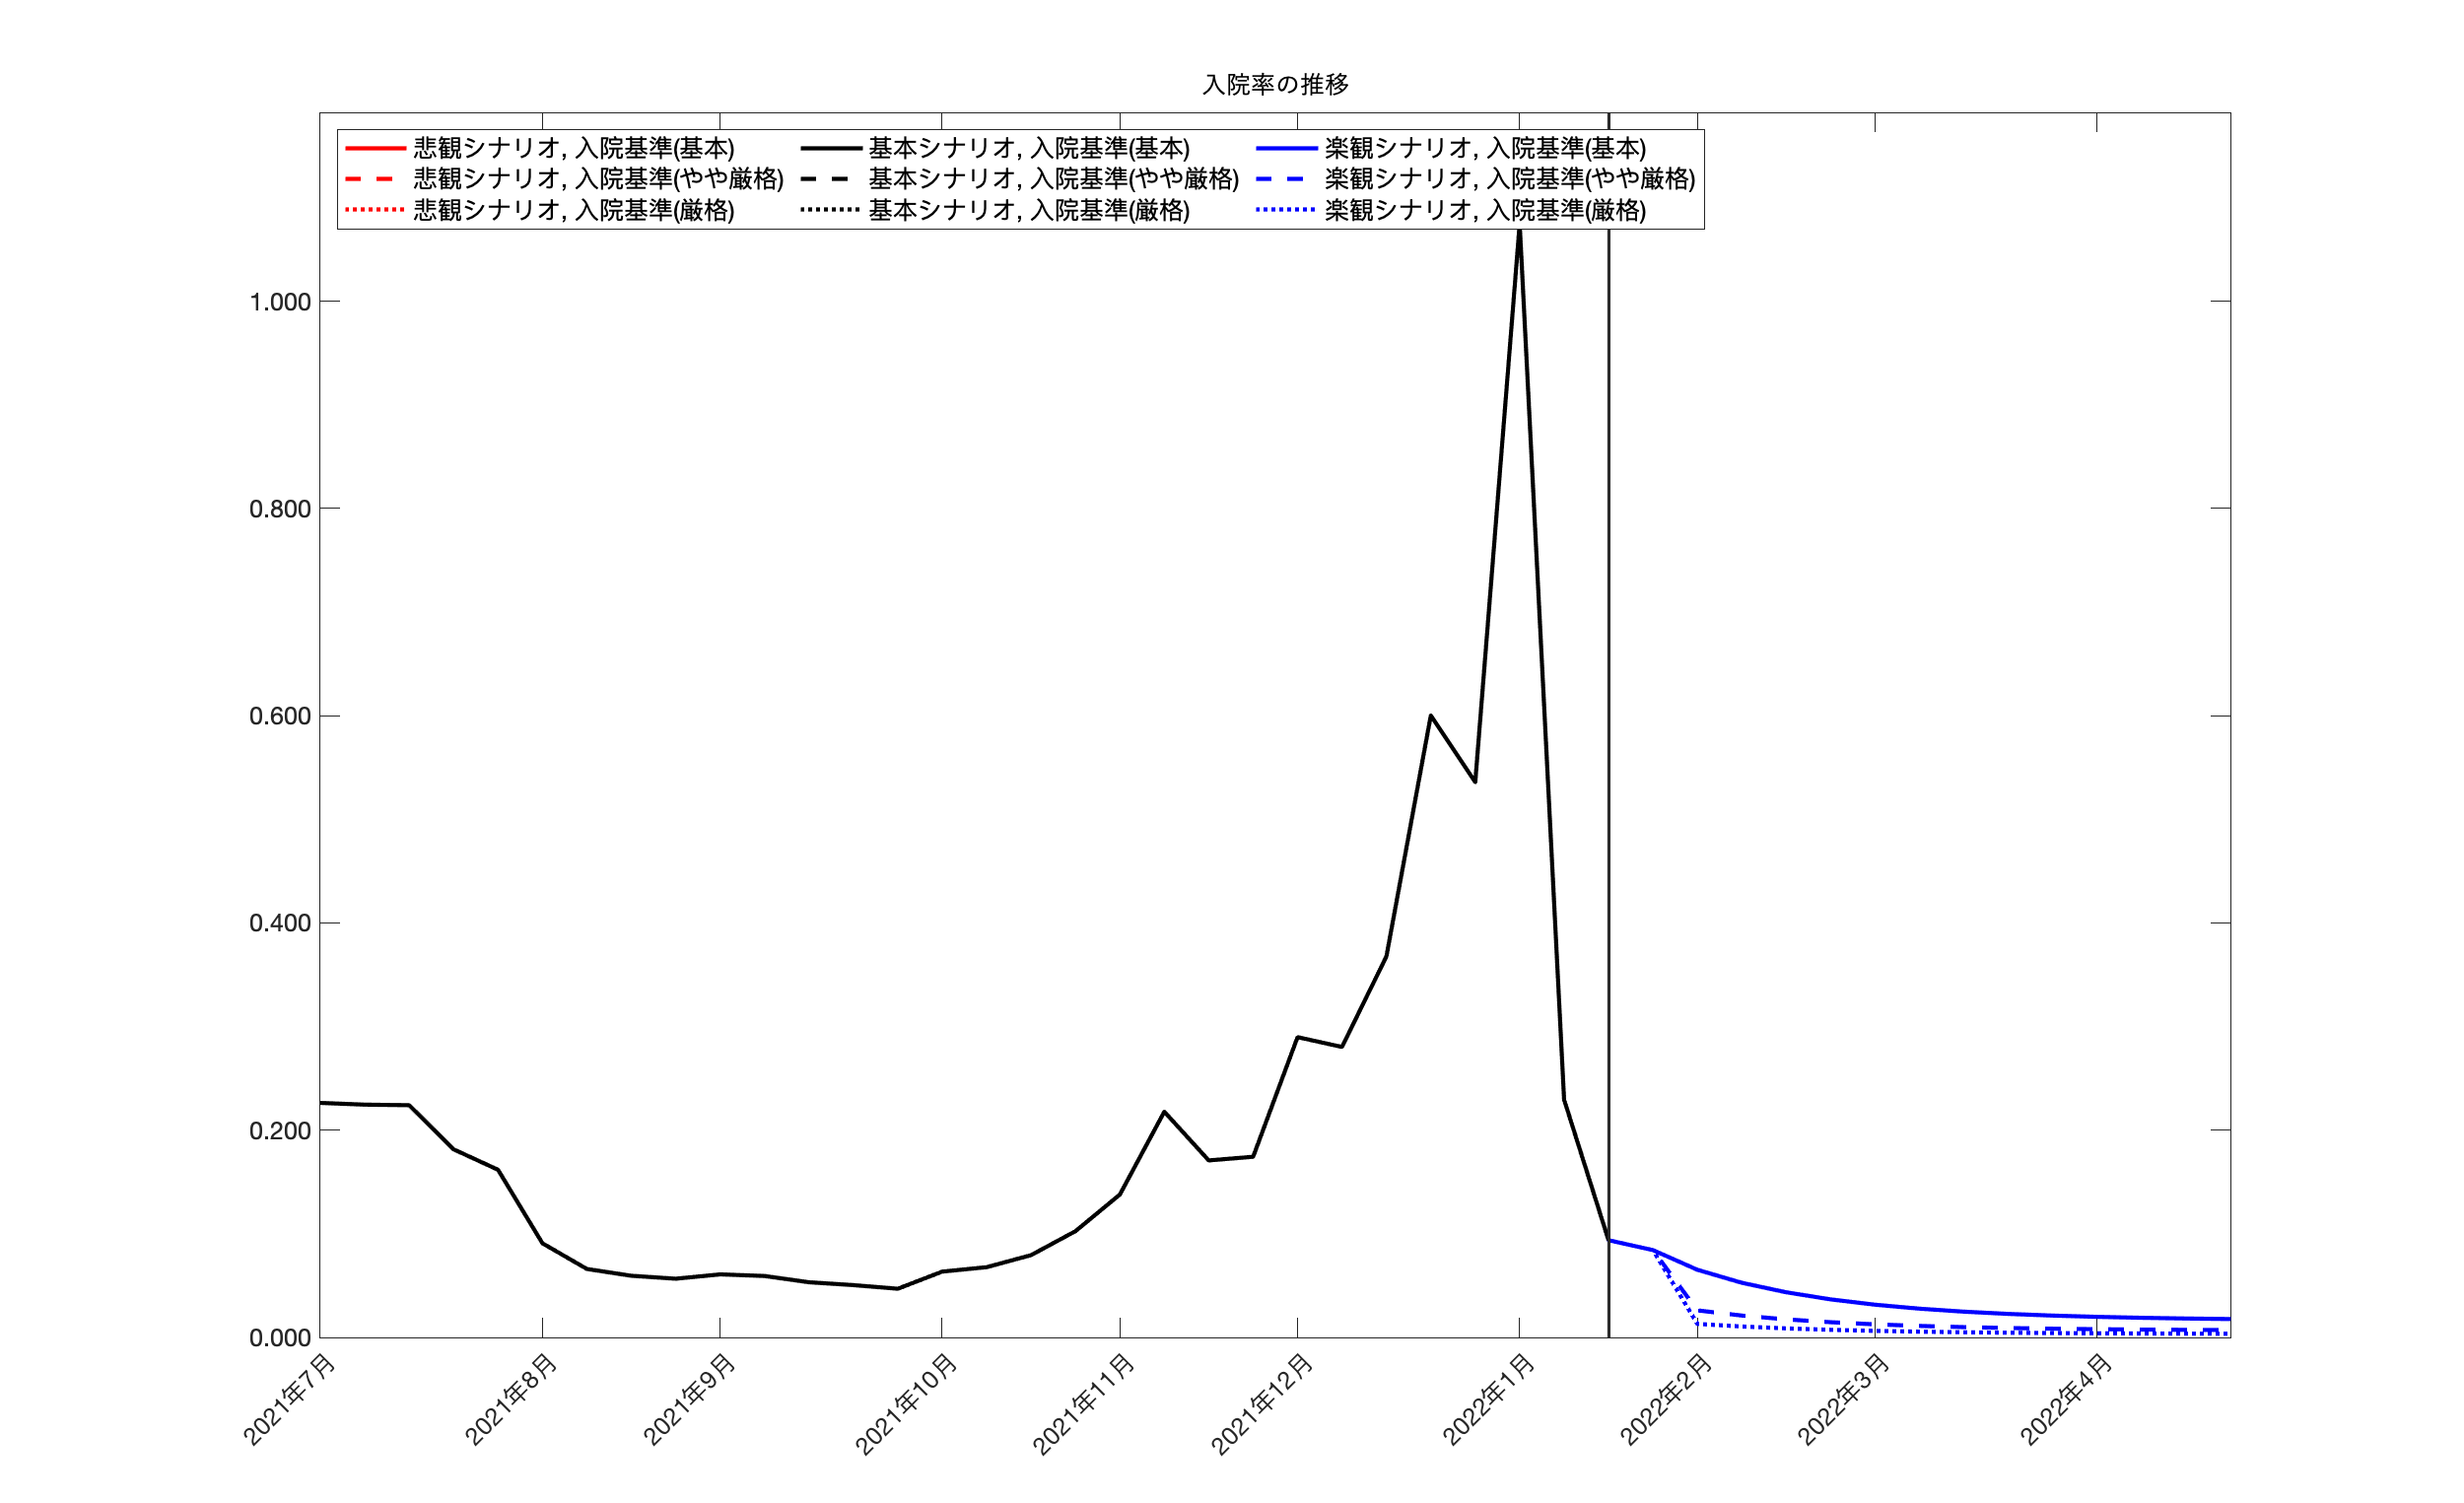 入院率の推移
悲観シナリオ, 入院基準(基本) 基本シナリオ, 入院基準(基本) 楽観シナリオ, 入院基準(基本)
悲観シナリオ, 入院基準(やや厳格) 基本シナリオ, 入院基準(やや厳格) 楽観シナリオ, 入院基準(やや厳格)
悲観シナリオ, 入院基準(厳格) 基本シナリオ, 入院基準(厳格) 楽観シナリオ, 入院基準(厳格)
1.000
0.800
0.600
0.400
0.200
0.000
2021年7月 2021年8月 2021年9月 2021年10月 2021年11月 2021年12月 2022年1月 2022年2月 2022年3月 2022年4月